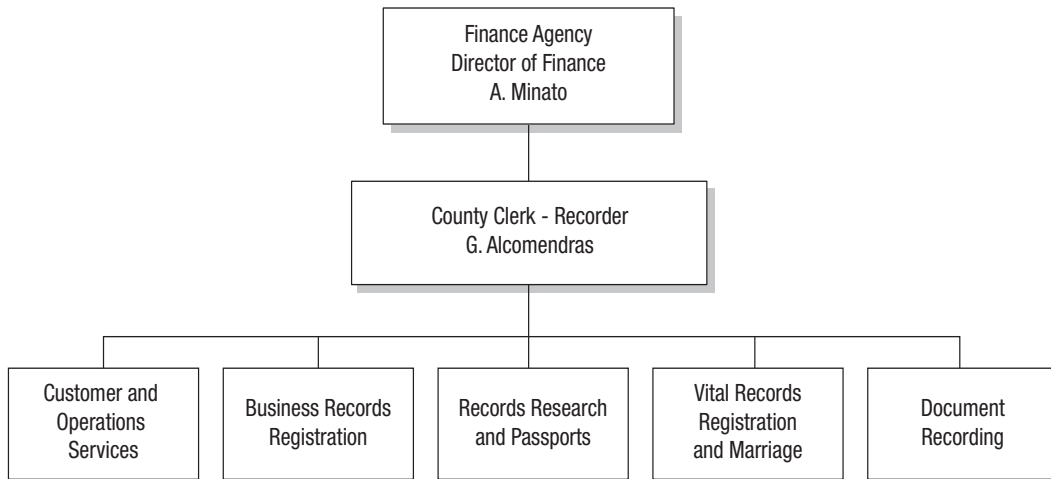 Finance Agency
Director of Finance
A. Minato
County Clerk - Recorder
G. Alcomendras
Customer and
Operations
Services
Business Records
Registration
Records Research
and Passports
Vital Records
Registration
and Marriage
Document
Recording